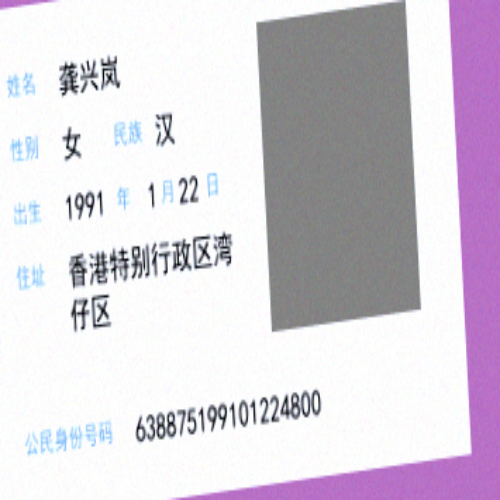 姓名 龚兴岚
性别 女 民族 汉
出生 1991 年 1 月 22 日
住址 香港特别行政区湾
仔区
公民身份号码 638875199101224800